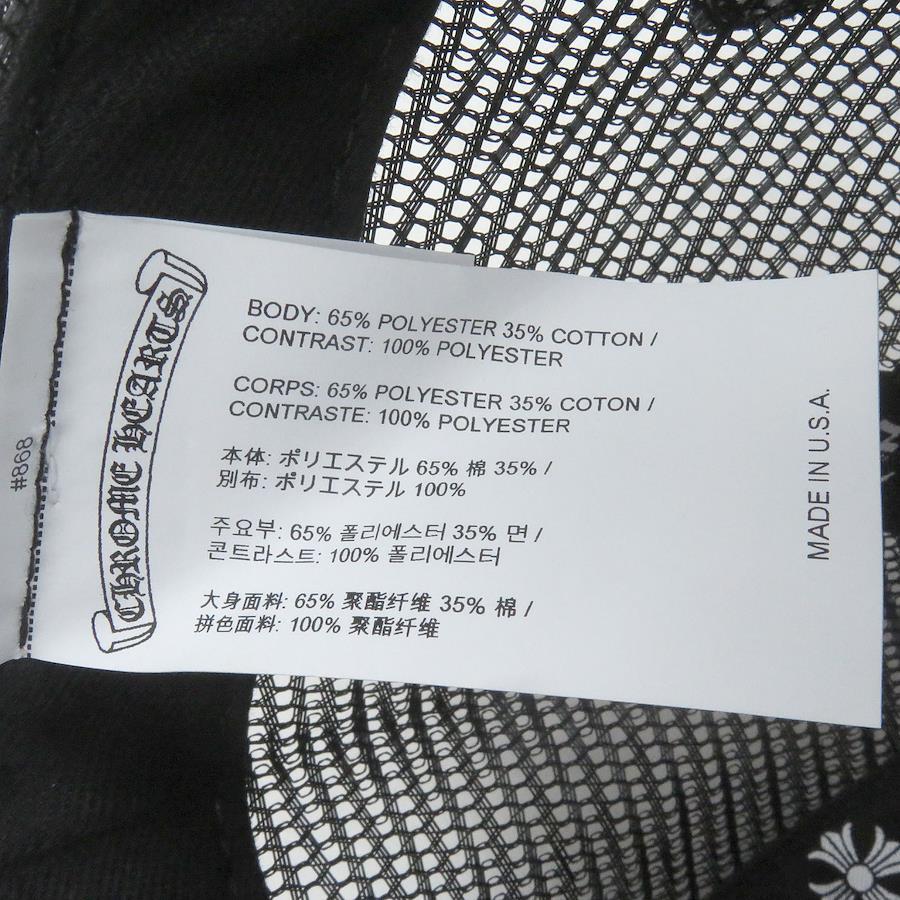 #868
CHROME HEARTS
BODY: 65% POLYESTER 35% COTTON /
CONTRAST: 100% POLYESTER
CORPS: 65% POLYESTER 35% COTON /
CONTRASTE: 100% POLYESTER
本体: ポリエステル 65% 棉 35% /
別布: ポリエステル 100%
주요부: 65% 폴리에스터 35% 면 /
콘트라스트: 100% 폴리에스터
大身面料: 65% 聚酯纤维 35% 棉 /
拼色面料: 100% 聚酯纤维
MADE IN U.S.A.